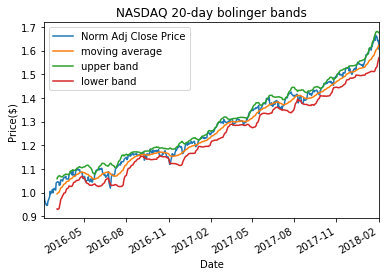 NASDAQ 20-day bolinger bands
Norm Adj Close Price
moving average
upper band
lower band
Price($)
1.7
1.6
1.5
1.4
1.3
1.2
1.1
1.0
0.9
2016-05
2016-08
2016-11
2017-02
2017-05
2017-08
2017-11
2018-02
Date